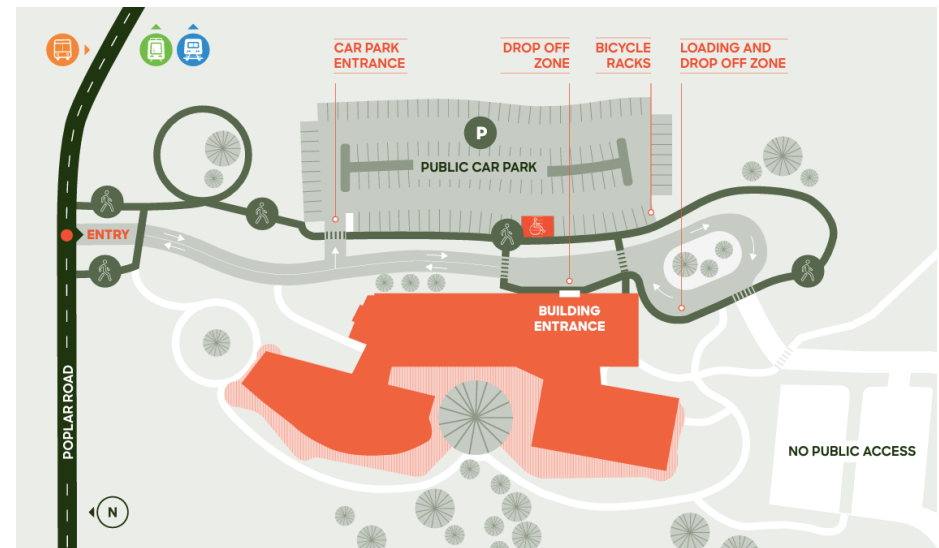 CAR PARK
ENTRANCE
DROP OFF
ZONE
BICYCLE
RACKS
LOADING AND
DROP OFF ZONE
P
PUBLIC CAR PARK
ENTRY
BUILDING
ENTRANCE
POPLAR ROAD
NO PUBLIC ACCESS
N